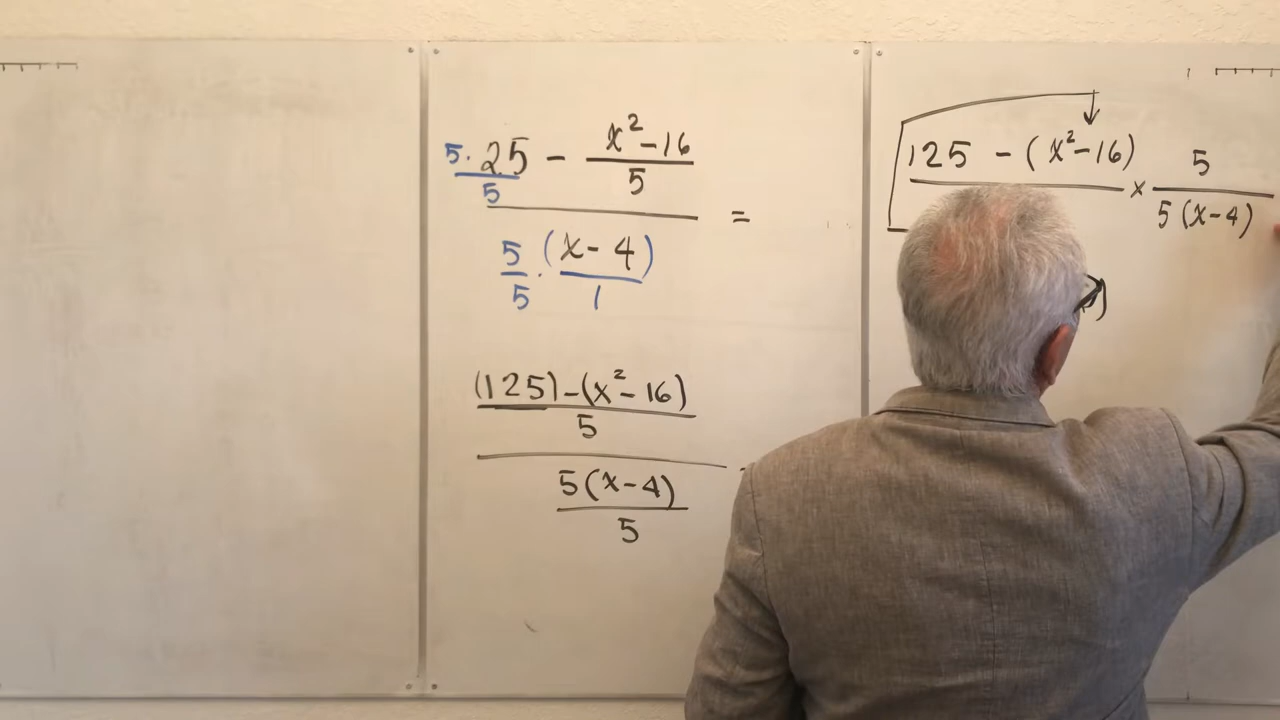 5·25/5 - (x²-16)/5
=
5/5 · (x-4)/1
(125)-(x²-16)
5
5(x-4)
5
125 - (x²-16) × 5
5(x-4)
)